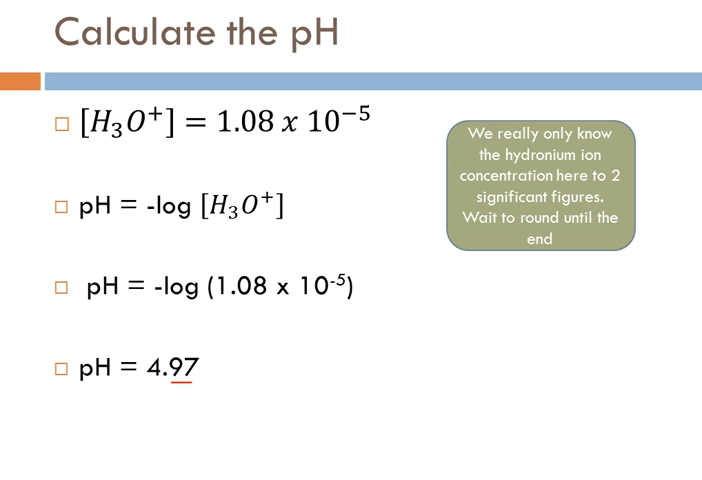 Calculate the pH
[H₃O⁺] = 1.08 x 10⁻⁵
We really only know
the hydronium ion
concentration here to 2
significant figures.
Wait to round until the
end
pH = -log [H₃O⁺]
pH = -log (1.08 x 10⁻⁵)
pH = 4.97